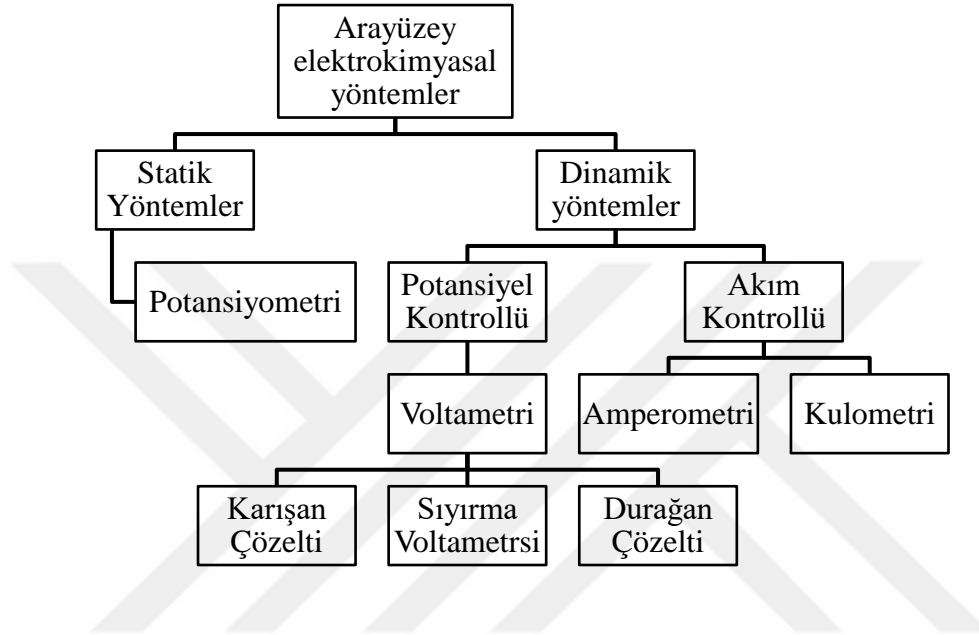 Arayüzey
elektrokimyasal
yöntemler
Statik
Yöntemler
Dinamik
yöntemler
Potansiyometri
Potansiyel
Kontrollü
Akım
Kontrollü
Voltametri
Amperometri
Kulometri
Karışan
Çözelti
Sıyırma
Voltametrsi
Durağan
Çözelti